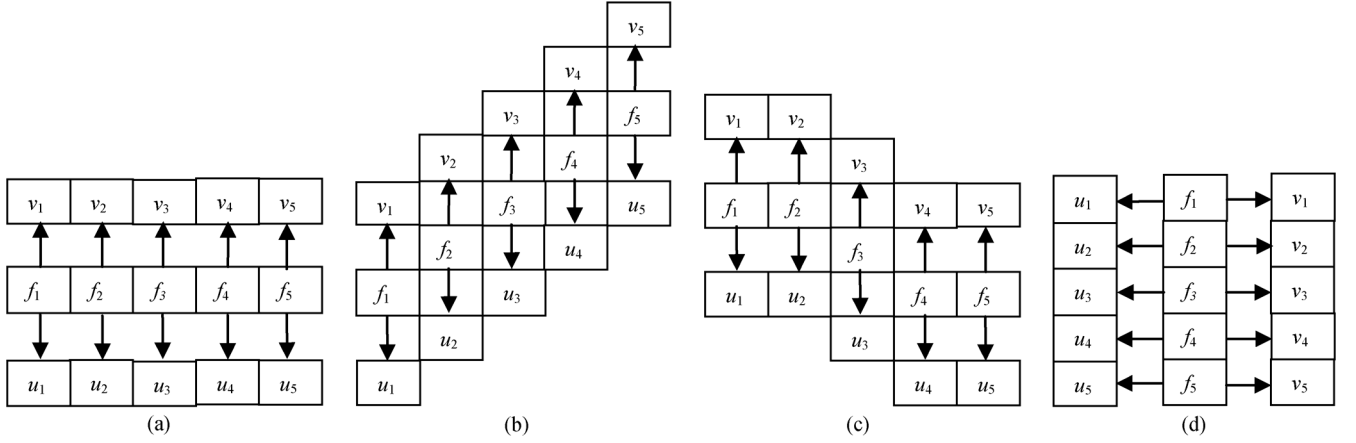 v1 v2 v3 v4 v5
f1 f2 f3 f4 f5
u1 u2 u3 u4 u5
(a)
v5
v4
v3 f5
v2 f4
v1 f3 u5
f2 u4
f1 u3
u2
u1
(b)
v1 v2
v3
f1 f2 v4 v5
f3
u1 u2 f4 f5
u3
u4 u5
(c)
u1 f1 v1
u2 f2 v2
u3 f3 v3
u4 f4 v4
u5 f5 v5
(d)